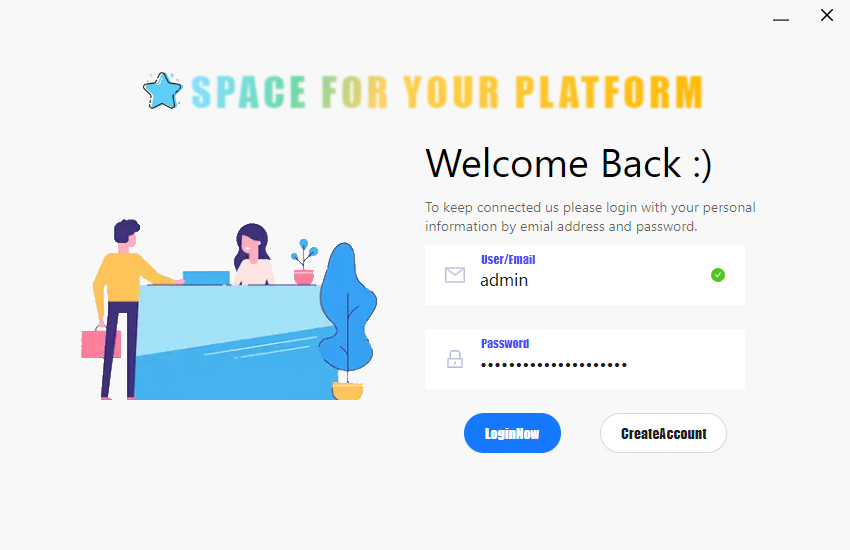 SPACE FOR YOUR PLATFORM
Welcome Back :)
To keep connected us please login with your personal
information by emial address and password.
User/Email
admin
Password
•••••••••••••••••••••
LoginNow
CreateAccount